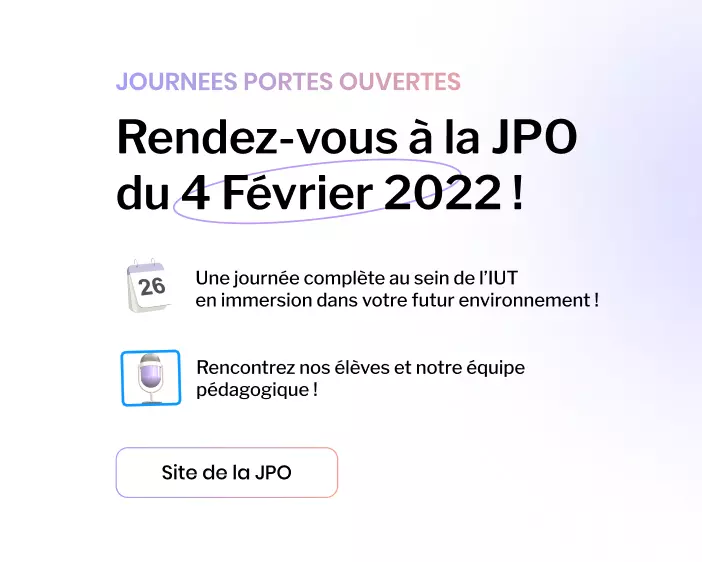 JOURNEES PORTES OUVERTES
Rendez-vous à la JPO
du 4 Février 2022 !
26
Une journée complète au sein de l'IUT
en immersion dans votre futur environnement !
Rencontrez nos élèves et notre équipe
pédagogique !
Site de la JPO